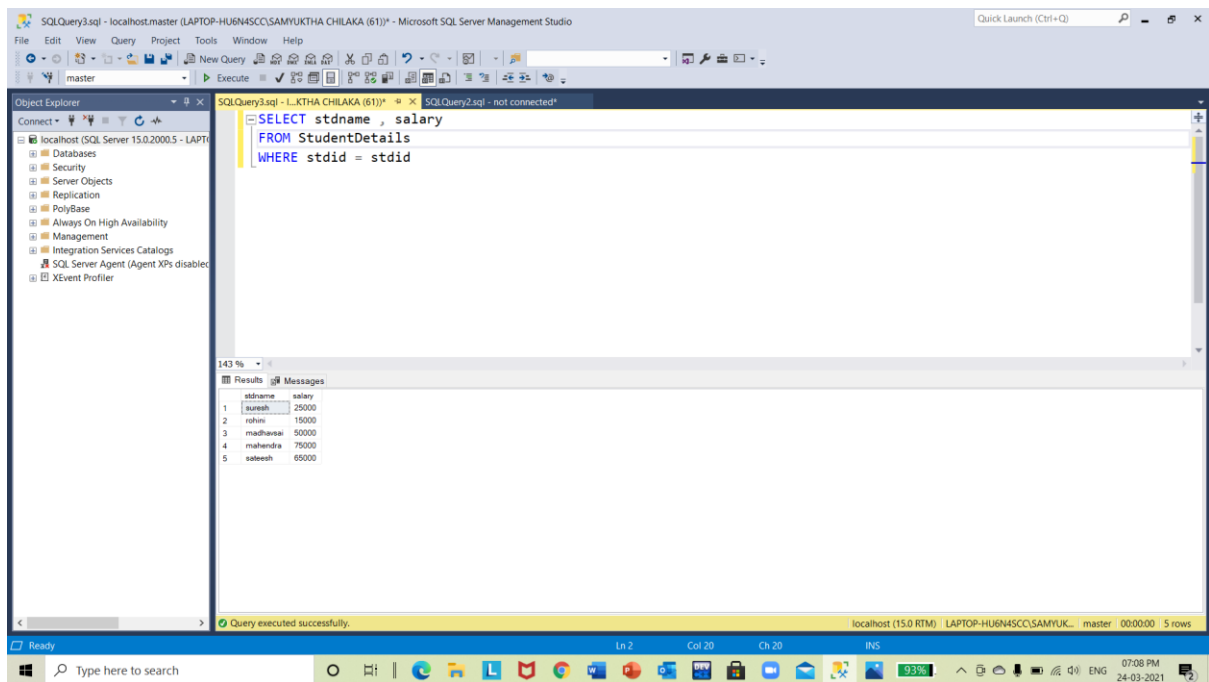 SQLQuery3.sql - localhost.master (LAPTOP-HU6N4SCC\SAMYUKTHA CHILAKA (61))* - Microsoft SQL Server Management Studio
Quick Launch (Ctrl+Q)
File Edit View Query Project Tools Window Help
New Query
master
Execute
Object Explorer
SQLQuery3.sql - l...KTHA CHILAKA (61))*
SQLQuery2.sql - not connected*
Connect
localhost (SQL Server 15.0.2000.5 - LAPT
Databases
Security
Server Objects
Replication
PolyBase
Always On High Availability
Management
Integration Services Catalogs
SQL Server Agent (Agent XPs disabled
XEvent Profiler
SELECT stdname , salary
FROM StudentDetails
WHERE stdid = stdid
143 %
Results Messages
stdname salary
1 suresh 25000
2 rohini 15000
3 madhavsai 50000
4 mahendra 75000
5 sateesh 65000
Query executed successfully.
localhost (15.0 RTM) LAPTOP-HU6N4SCC\SAMYUK... master 00:00:00 5 rows
Ready
Ln 2 Col 20 Ch 20 INS
Type here to search
93%
ENG
07:08 PM
24-03-2021